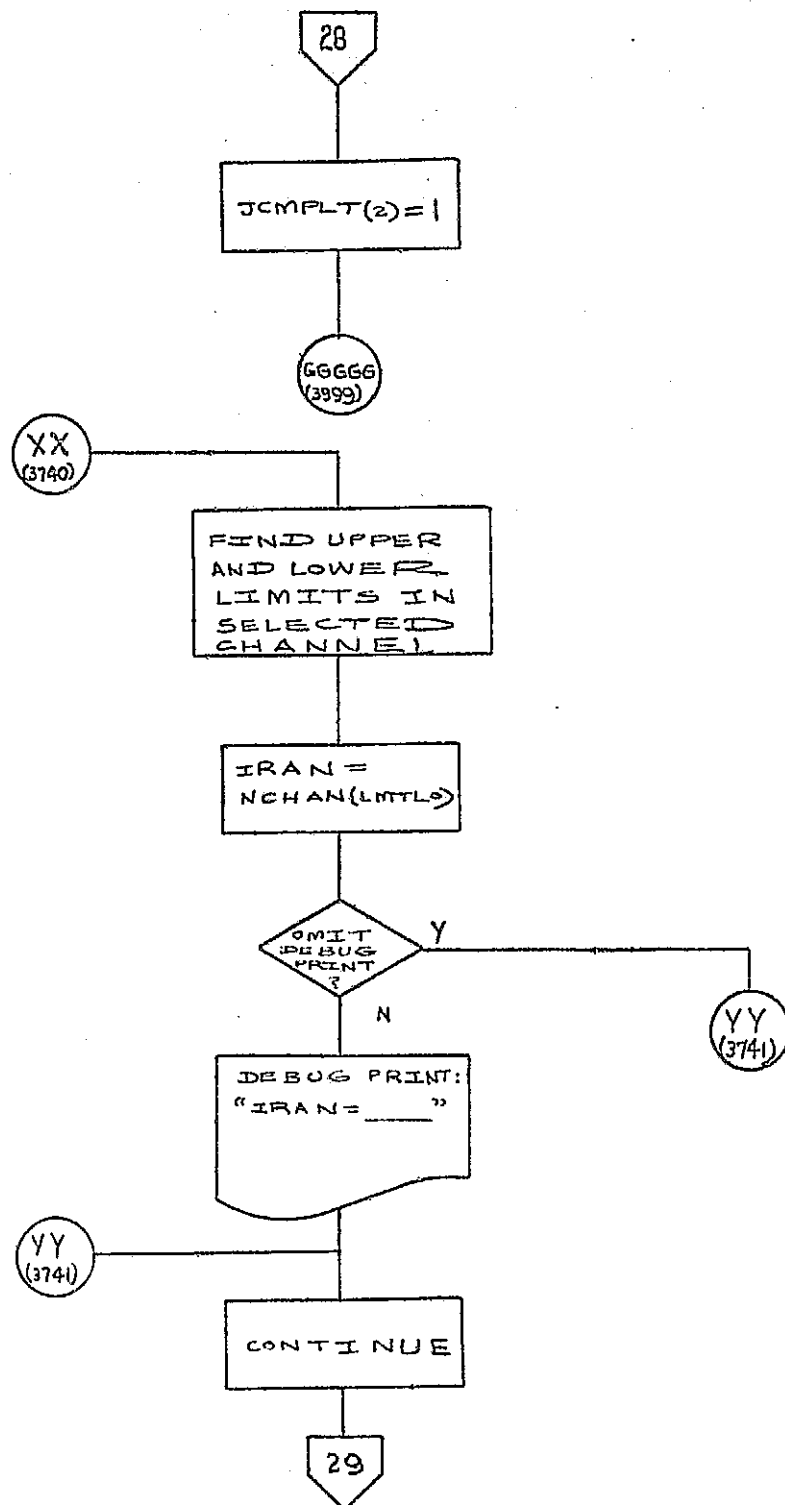 28
JCMPLT(2)=1
GGGGG
(3999)
XX
(3740)
FIND UPPER
AND LOWER
LIMITS IN
SELECTED
CHANNEL
IRAN =
NCHAN(LMTLO)
OMIT
DEBUG
PRINT
?
Y
N
YY
(3741)
DEBUG PRINT:
"IRAN=____"
YY
(3741)
CONTINUE
29